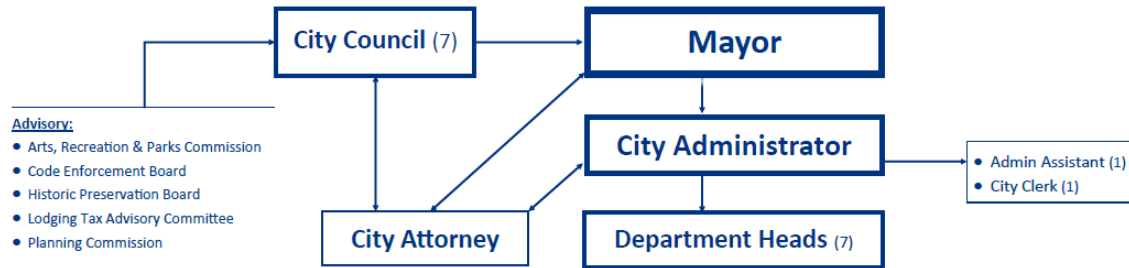 City Council (7)
Mayor
Advisory:
• Arts, Recreation & Parks Commission
• Code Enforcement Board
• Historic Preservation Board
• Lodging Tax Advisory Committee
• Planning Commission
City Administrator
• Admin Assistant (1)
• City Clerk (1)
City Attorney
Department Heads (7)